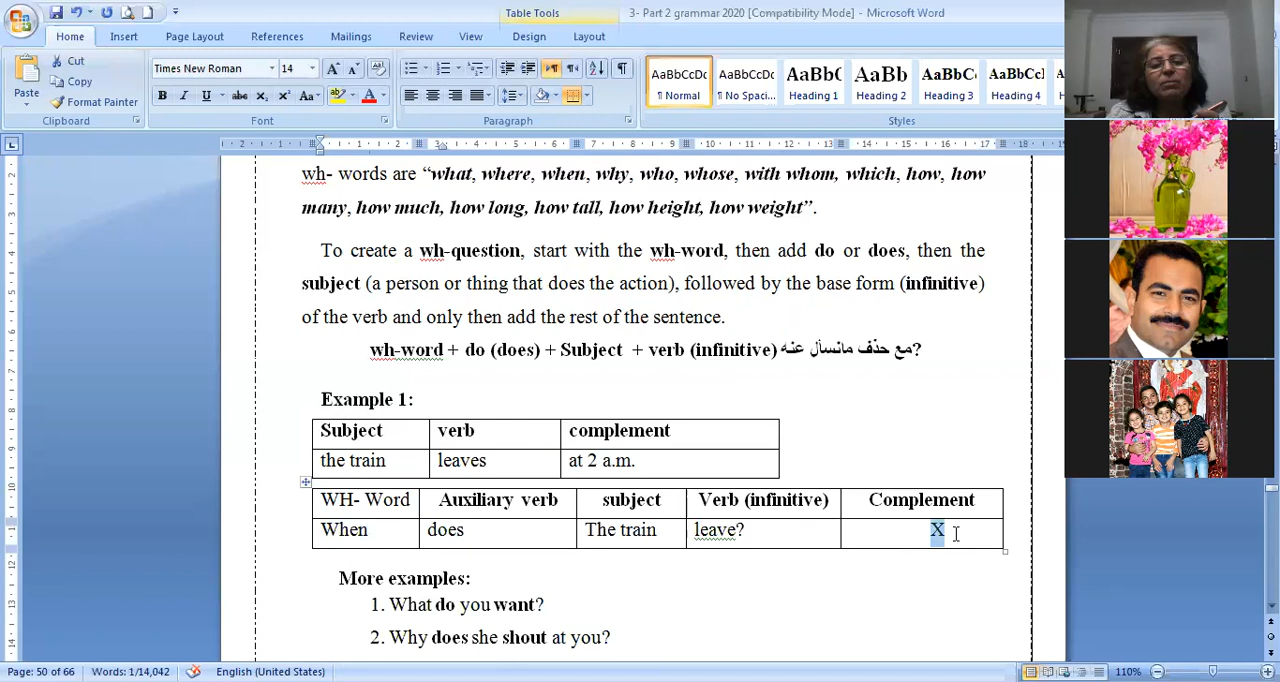 Table Tools
3- Part 2 grammar 2020 [Compatibility Mode] - Microsoft Word
Home Insert Page Layout References Mailings Review View Design Layout
Paste
Cut
Copy
Format Painter
Clipboard
Times New Roman 14
Font
Paragraph
AaBbCcDc AaBbCcDc AaBbC AaBb AaBbC AaBbCcI
¶ Normal ¶ No Spaci... Heading 1 Heading 2 Heading 3 Heading 4
Styles
wh- words are “what, where, when, why, who, whose, with whom, which, how, how
many, how much, how long, how tall, how height, how weight”.
To create a wh-question, start with the wh-word, then add do or does, then the
subject (a person or thing that does the action), followed by the base form (infinitive)
of the verb and only then add the rest of the sentence.
wh-word + do (does) + Subject + verb (infinitive) مع حذف مانسأل عنه?
Example 1:
Subject verb complement
the train leaves at 2 a.m.
WH- Word Auxiliary verb subject Verb (infinitive) Complement
When does The train leave? X
More examples:
1. What do you want?
2. Why does she shout at you?
Page: 50 of 66 Words: 1/14,042 English (United States) 110%